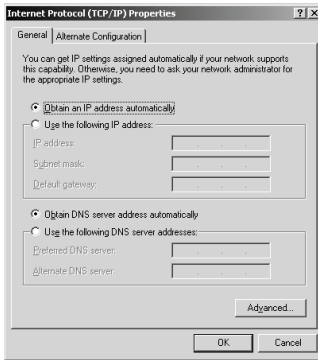 Internet Protocol (TCP/IP) Properties
General
Alternate Configuration
You can get IP settings assigned automatically if your network supports
this capability. Otherwise, you need to ask your network administrator for
the appropriate IP settings.
Obtain an IP address automatically
Use the following IP address:
IP address:
Subnet mask:
Default gateway:
Obtain DNS server address automatically
Use the following DNS server addresses:
Preferred DNS server:
Alternate DNS server:
Advanced...
OK
Cancel